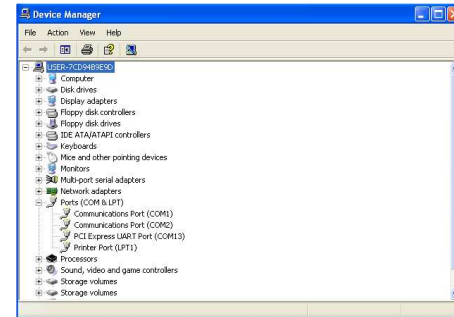 Device Manager
File Action View Help
USER-7CD94B9E9D
Computer
Disk drives
Display adapters
Floppy disk controllers
Floppy disk drives
IDE ATA/ATAPI controllers
Keyboards
Mice and other pointing devices
Monitors
Multi-port serial adapters
Network adapters
Ports (COM & LPT)
Communications Port (COM1)
Communications Port (COM2)
PCI Express UART Port (COM13)
Printer Port (LPT1)
Processors
Sound, video and game controllers
Storage volumes
Storage volumes